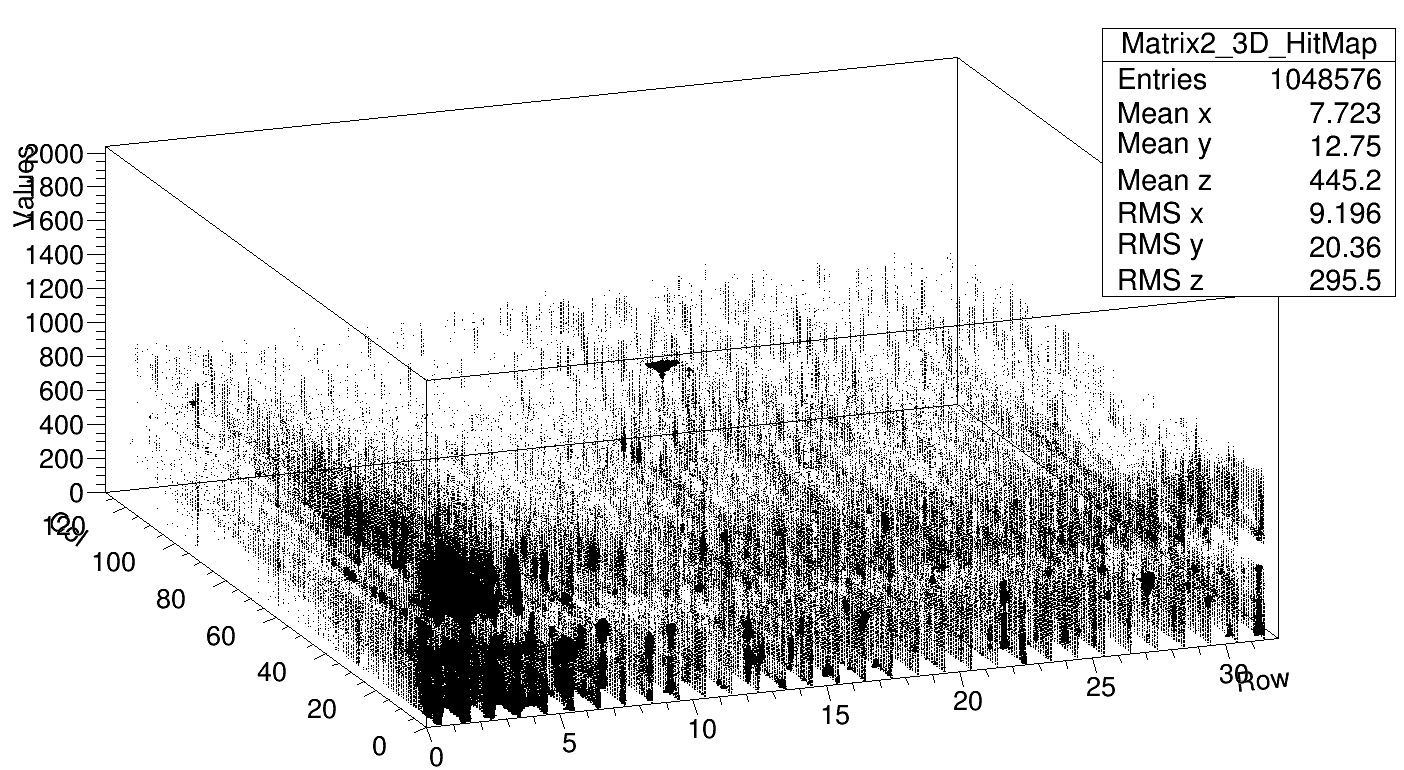 Matrix2_3D_HitMap
Entries 1048576
Mean x 7.723
Mean y 12.75
Mean z 445.2
RMS x 9.196
RMS y 20.36
RMS z 295.5
Values
2000
1800
1600
1400
1200
1000
800
600
400
200
0
Col
120
100
80
60
40
20
0
0
5
10
15
20
25
30
Row